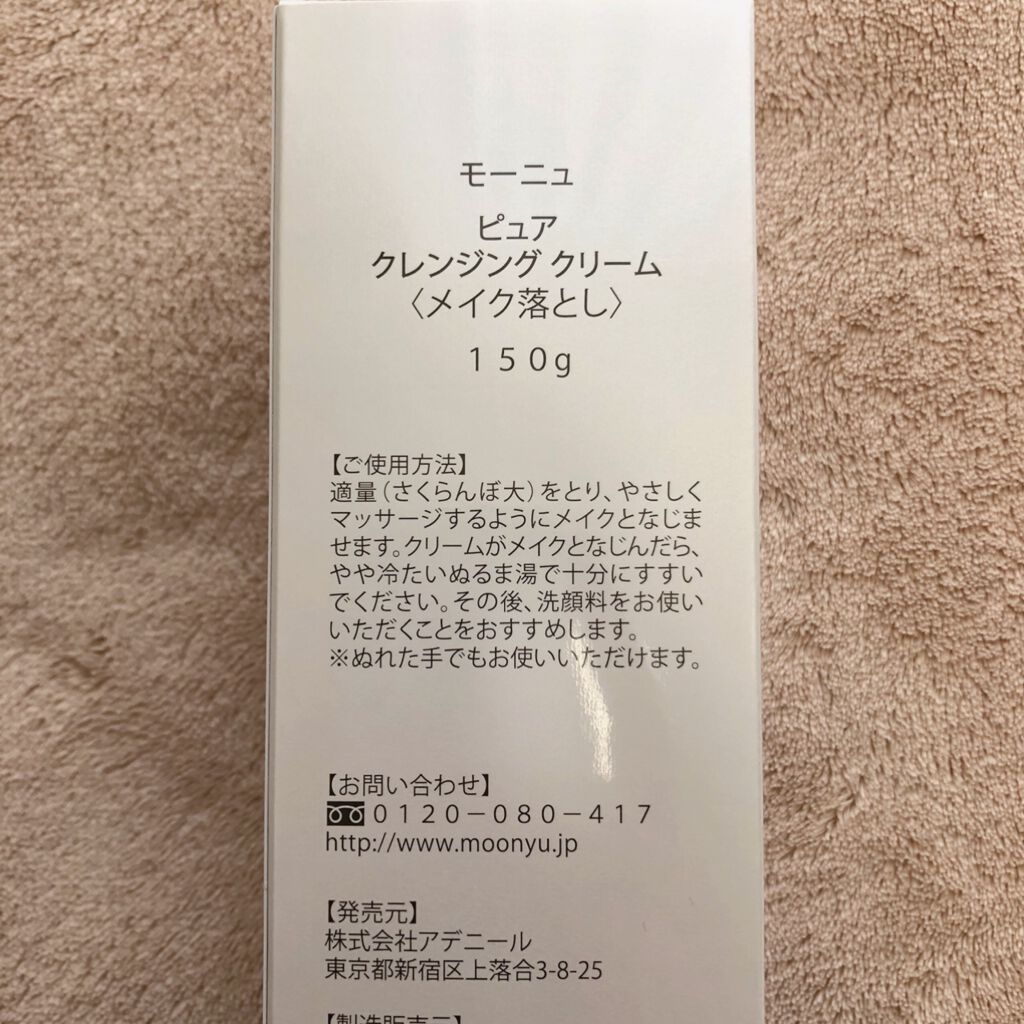 モーニュ
ピュア
クレンジング クリーム
〈メイク落とし〉
150g
【ご使用方法】
適量(さくらんぼ大)をとり、やさしく
マッサージするようにメイクとなじま
せます。クリームがメイクとなじんだら、
やや冷たいぬるま湯で十分にすすい
でください。その後、洗顔料をお使い
いただくことをおすすめします。
※ぬれた手でもお使いいただけます。
【お問い合わせ】
0120-080-417
http://www.moonyu.jp
【発売元】
株式会社アデニール
東京都新宿区上落合3-8-25
【製造販売元】